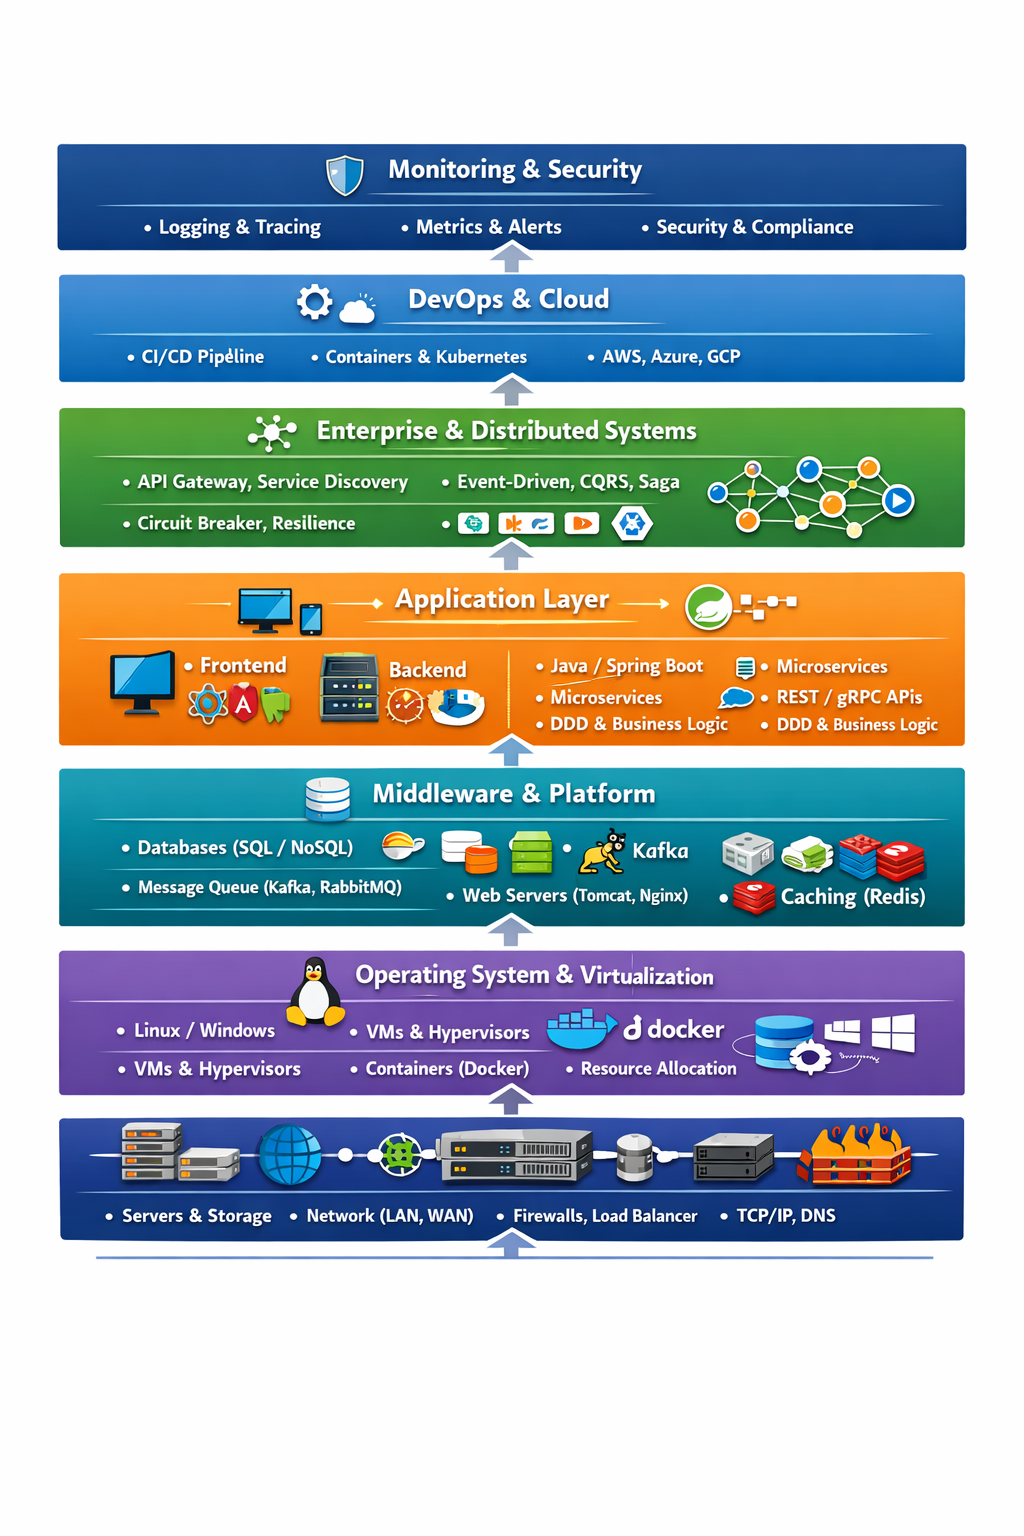 Monitoring & Security
• Logging & Tracing • Metrics & Alerts • Security & Compliance
DevOps & Cloud
• CI/CD Pipeline • Containers & Kubernetes • AWS, Azure, GCP
Enterprise & Distributed Systems
• API Gateway, Service Discovery • Event-Driven, CQRS, Saga
• Circuit Breaker, Resilience
Application Layer
• Frontend
Backend
• Java / Spring Boot
• Microservices
• DDD & Business Logic
• Microservices
• REST / gRPC APIs
• DDD & Business Logic
Middleware & Platform
• Databases (SQL / NoSQL) • Kafka
• Message Queue (Kafka, RabbitMQ) • Web Servers (Tomcat, Nginx) • Caching (Redis)
Operating System & Virtualization
• Linux / Windows • VMs & Hypervisors docker
• VMs & Hypervisors • Containers (Docker) • Resource Allocation
• Servers & Storage • Network (LAN, WAN) • Firewalls, Load Balancer • TCP/IP, DNS